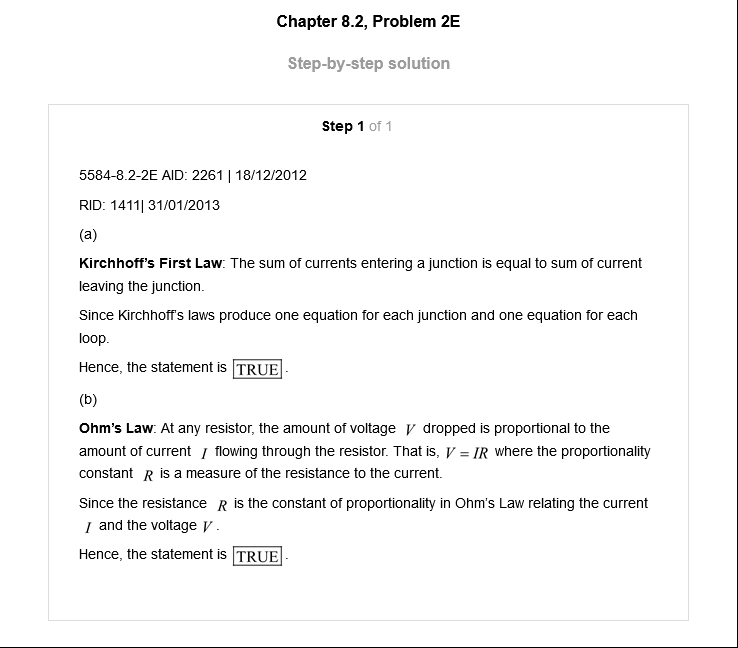 Chapter 8.2, Problem 2E
Step-by-step solution
Step 1 of 1
5584-8.2-2E AID: 2261 | 18/12/2012
RID: 1411| 31/01/2013
(a)
Kirchhoff's First Law: The sum of currents entering a junction is equal to sum of current
leaving the junction.
Since Kirchhoff's laws produce one equation for each junction and one equation for each
loop.
Hence, the statement is TRUE.
(b)
Ohm's Law: At any resistor, the amount of voltage V dropped is proportional to the
amount of current I flowing through the resistor. That is, V = IR where the proportionality
constant R is a measure of the resistance to the current.
Since the resistance R is the constant of proportionality in Ohm's Law relating the current
I and the voltage V.
Hence, the statement is TRUE.